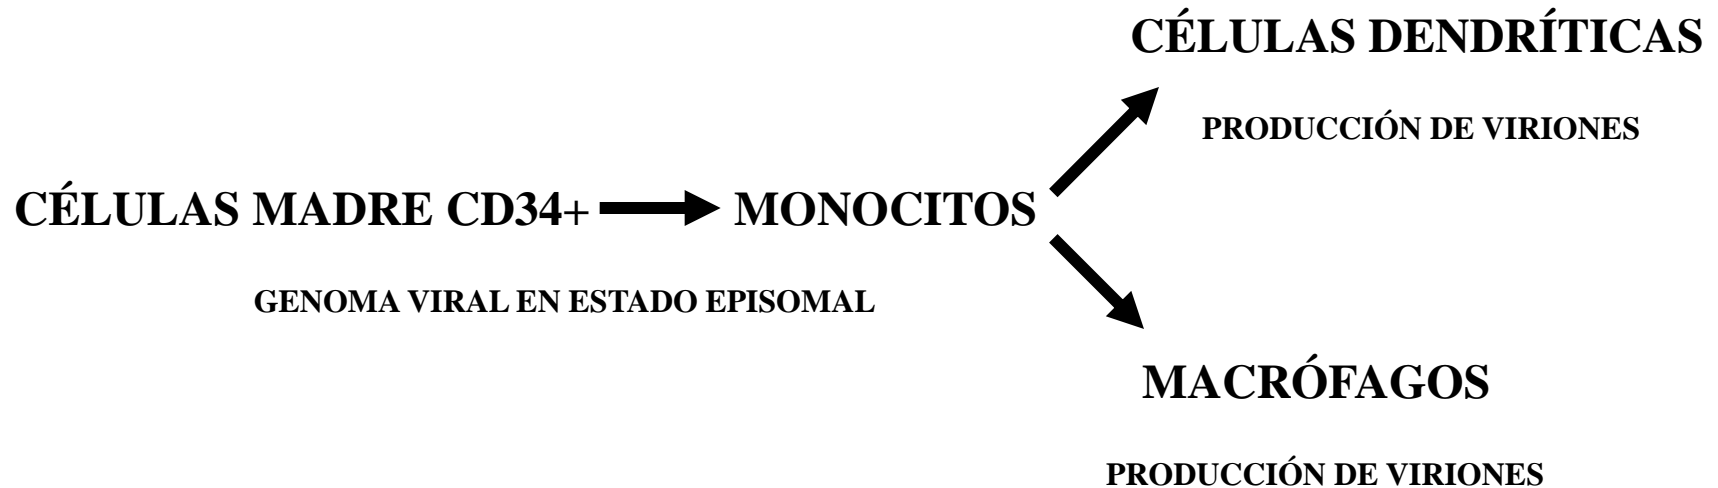 CÉLULAS DENDRÍTICAS
PRODUCCIÓN DE VIRIONES
CÉLULAS MADRE CD34+ MONOCITOS
GENOMA VIRAL EN ESTADO EPISOMAL
MACRÓFAGOS
PRODUCCIÓN DE VIRIONES